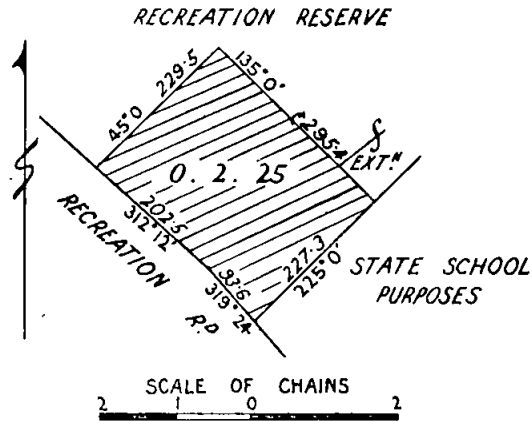 RECREATION RESERVE
45°0 229·5
135°0'
295·4
EXT.N
0. 2. 25
202·5
312°12'
93·6
319°24'
227·3
225°0'
RECREATION R.D
STATE SCHOOL
PURPOSES
SCALE OF CHAINS
2 1 0 2